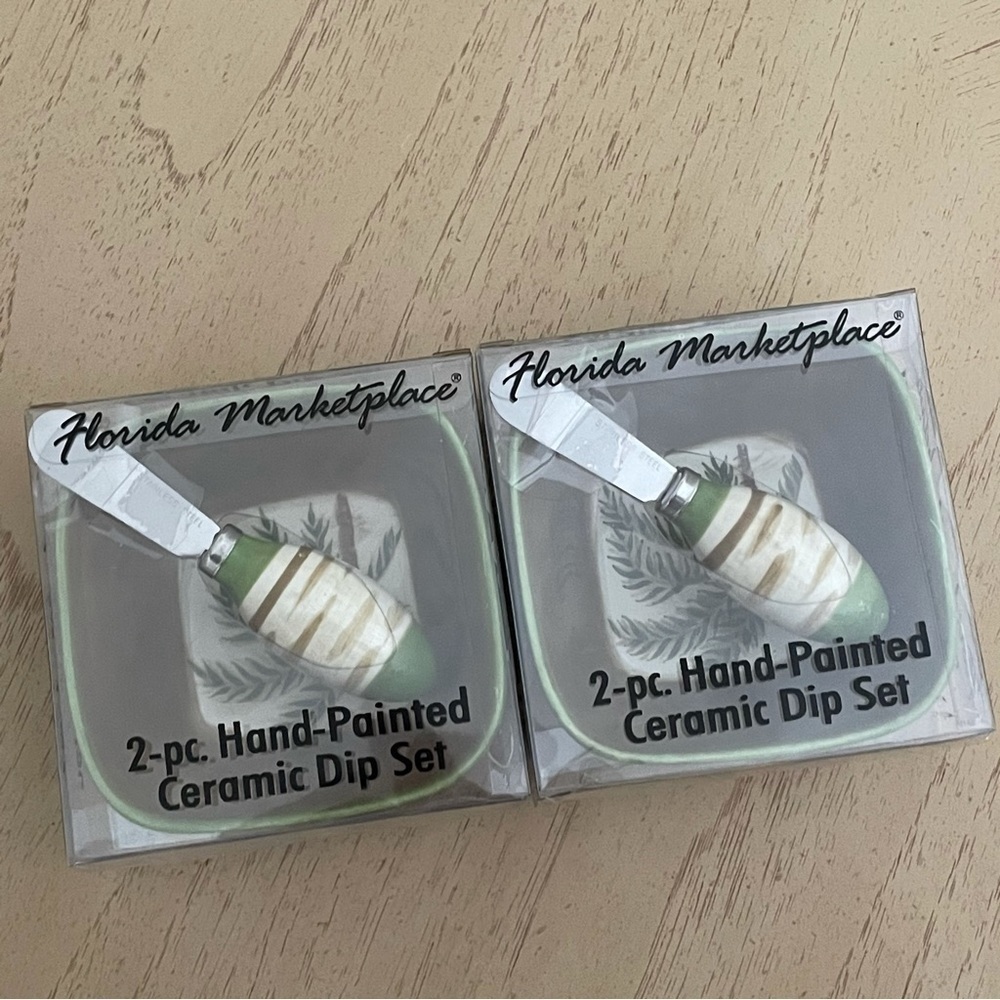 Florida Marketplace®
2-pc. Hand-Painted
Ceramic Dip Set
Florida Marketplace®
2-pc. Hand-Painted
Ceramic Dip Set